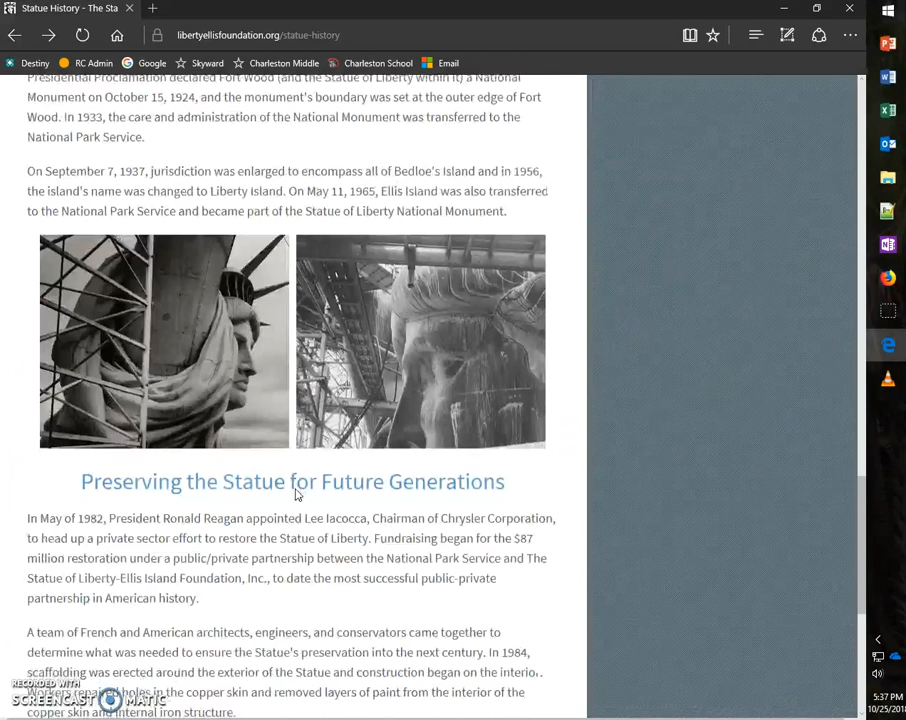 Statue History - The Sta
libertyellisfoundation.org/statue-history
Destiny RC Admin Google Skyward Charleston Middle Charleston School Email
Presidential Proclamation declared Fort Wood (and the Statue of Liberty within it) a National
Monument on October 15, 1924, and the monument's boundary was set at the outer edge of Fort
Wood. In 1933, the care and administration of the National Monument was transferred to the
National Park Service.
On September 7, 1937, jurisdiction was enlarged to encompass all of Bedloe's Island and in 1956,
the island's name was changed to Liberty Island. On May 11, 1965, Ellis Island was also transferred
to the National Park Service and became part of the Statue of Liberty National Monument.
Preserving the Statue for Future Generations
In May of 1982, President Ronald Reagan appointed Lee Iacocca, Chairman of Chrysler Corporation,
to head up a private sector effort to restore the Statue of Liberty. Fundraising began for the $87
million restoration under a public/private partnership between the National Park Service and The
Statue of Liberty-Ellis Island Foundation, Inc., to date the most successful public-private
partnership in American history.
A team of French and American architects, engineers, and conservators came together to
determine what was needed to ensure the Statue's preservation into the next century. In 1984,
scaffolding was erected around the exterior of the Statue and construction began on the interio..
Workers repaired holes in the copper skin and removed layers of paint from the interior of the
copper skin and internal iron structure.
RECORDED WITH
SCREENCAST MATIC
5:37 PM
10/25/201